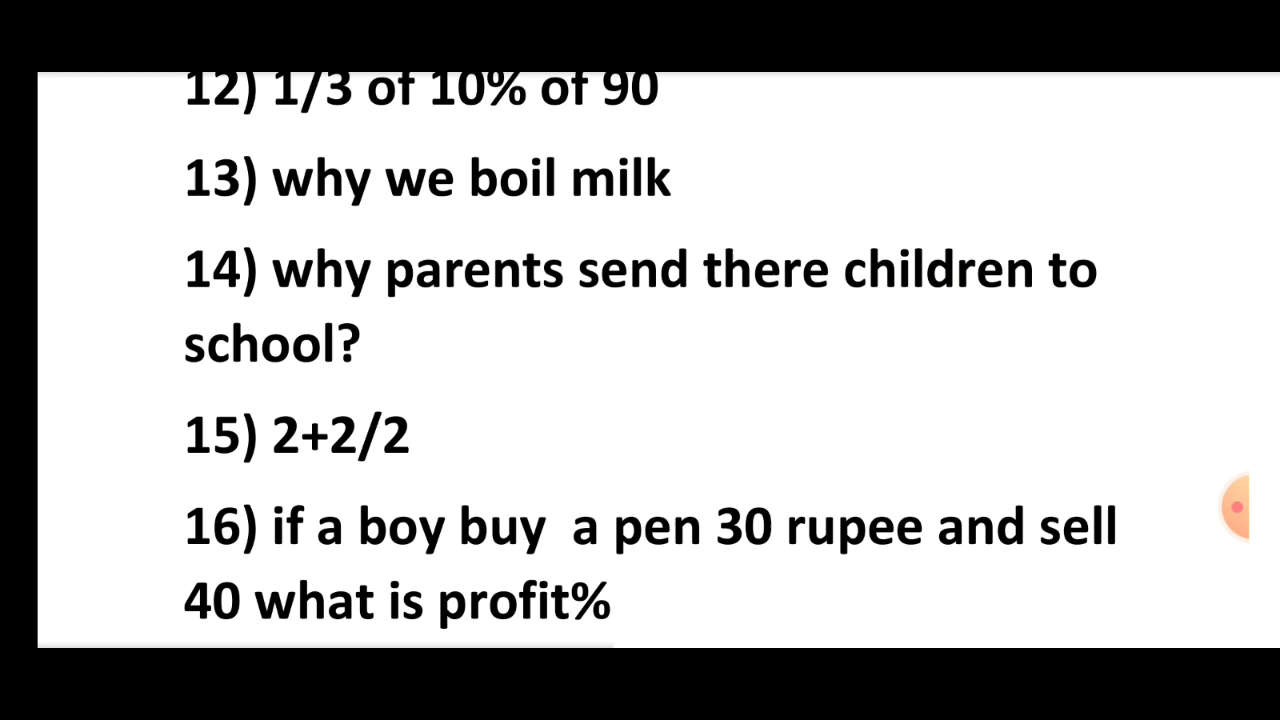 12) 1/3 of 10% of 90
13) why we boil milk
14) why parents send there children to
school?
15) 2+2/2
16) if a boy buy  a pen 30 rupee and sell
40 what is profit%